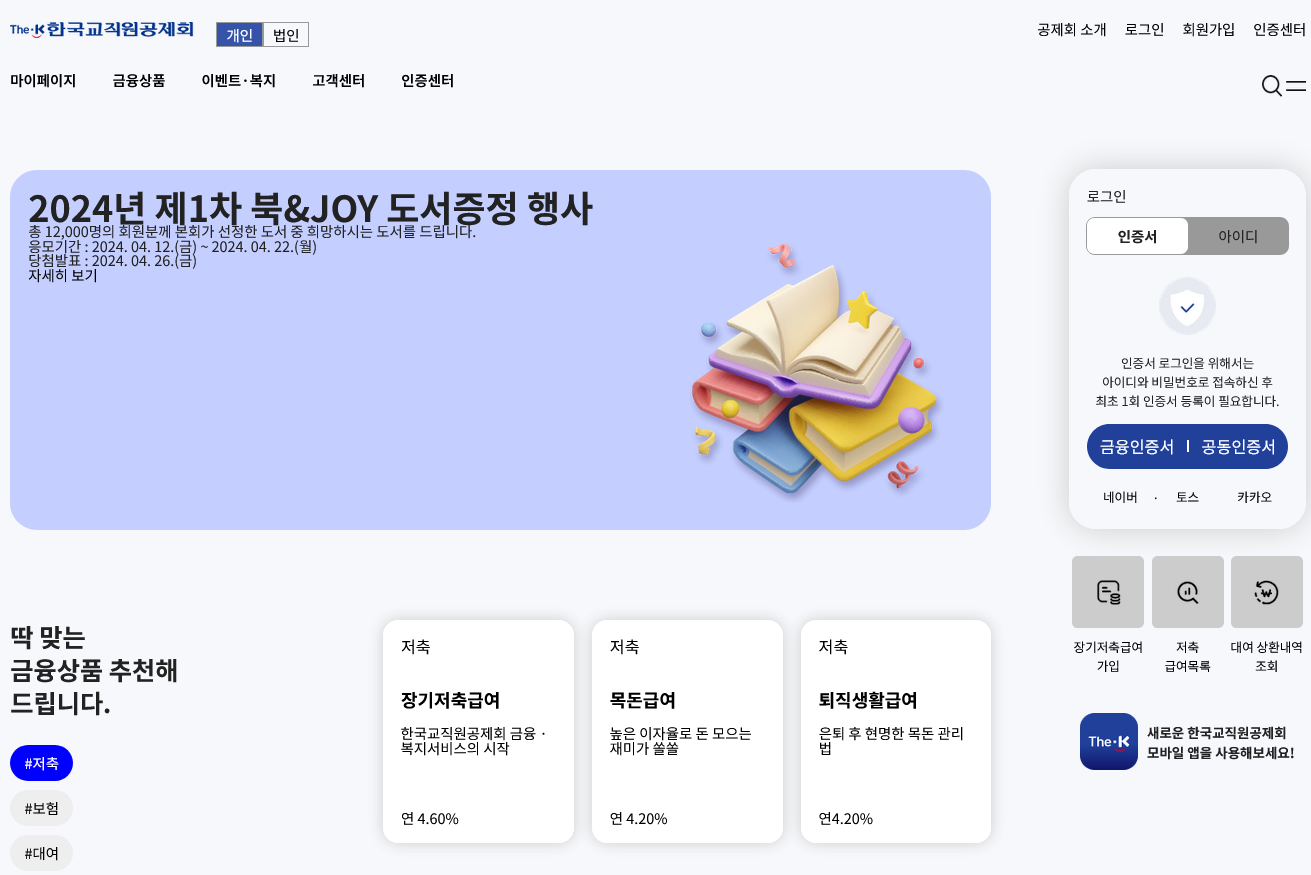 The·K 한국교직원공제회
개인 법인
공제회 소개 로그인 회원가입 인증센터
마이페이지 금융상품 이벤트·복지 고객센터 인증센터
2024년 제1차 북&JOY 도서증정 행사
총 12,000명의 회원분께 본회가 선정한 도서 중 희망하시는 도서를 드립니다.
응모기간 : 2024. 04. 12.(금) ~ 2024. 04. 22.(월)
당첨발표 : 2024. 04. 26.(금)
자세히 보기
로그인
인증서 아이디
인증서 로그인을 위해서는
아이디와 비밀번호로 접속하신 후
최초 1회 인증서 등록이 필요합니다.
금융인증서 공동인증서
네이버 · 토스 카카오
장기저축급여
가입
저축
급여목록
대여 상환내역
조회
The·K
새로운 한국교직원공제회
모바일 앱을 사용해보세요!
딱 맞는
금융상품 추천해
드립니다.
#저축
#보험
#대여
저축
장기저축급여
한국교직원공제회 금융 ·
복지서비스의 시작
연 4.60%
저축
목돈급여
높은 이자율로 돈 모으는
재미가 쏠쏠
연 4.20%
저축
퇴직생활급여
은퇴 후 현명한 목돈 관리
법
연4.20%